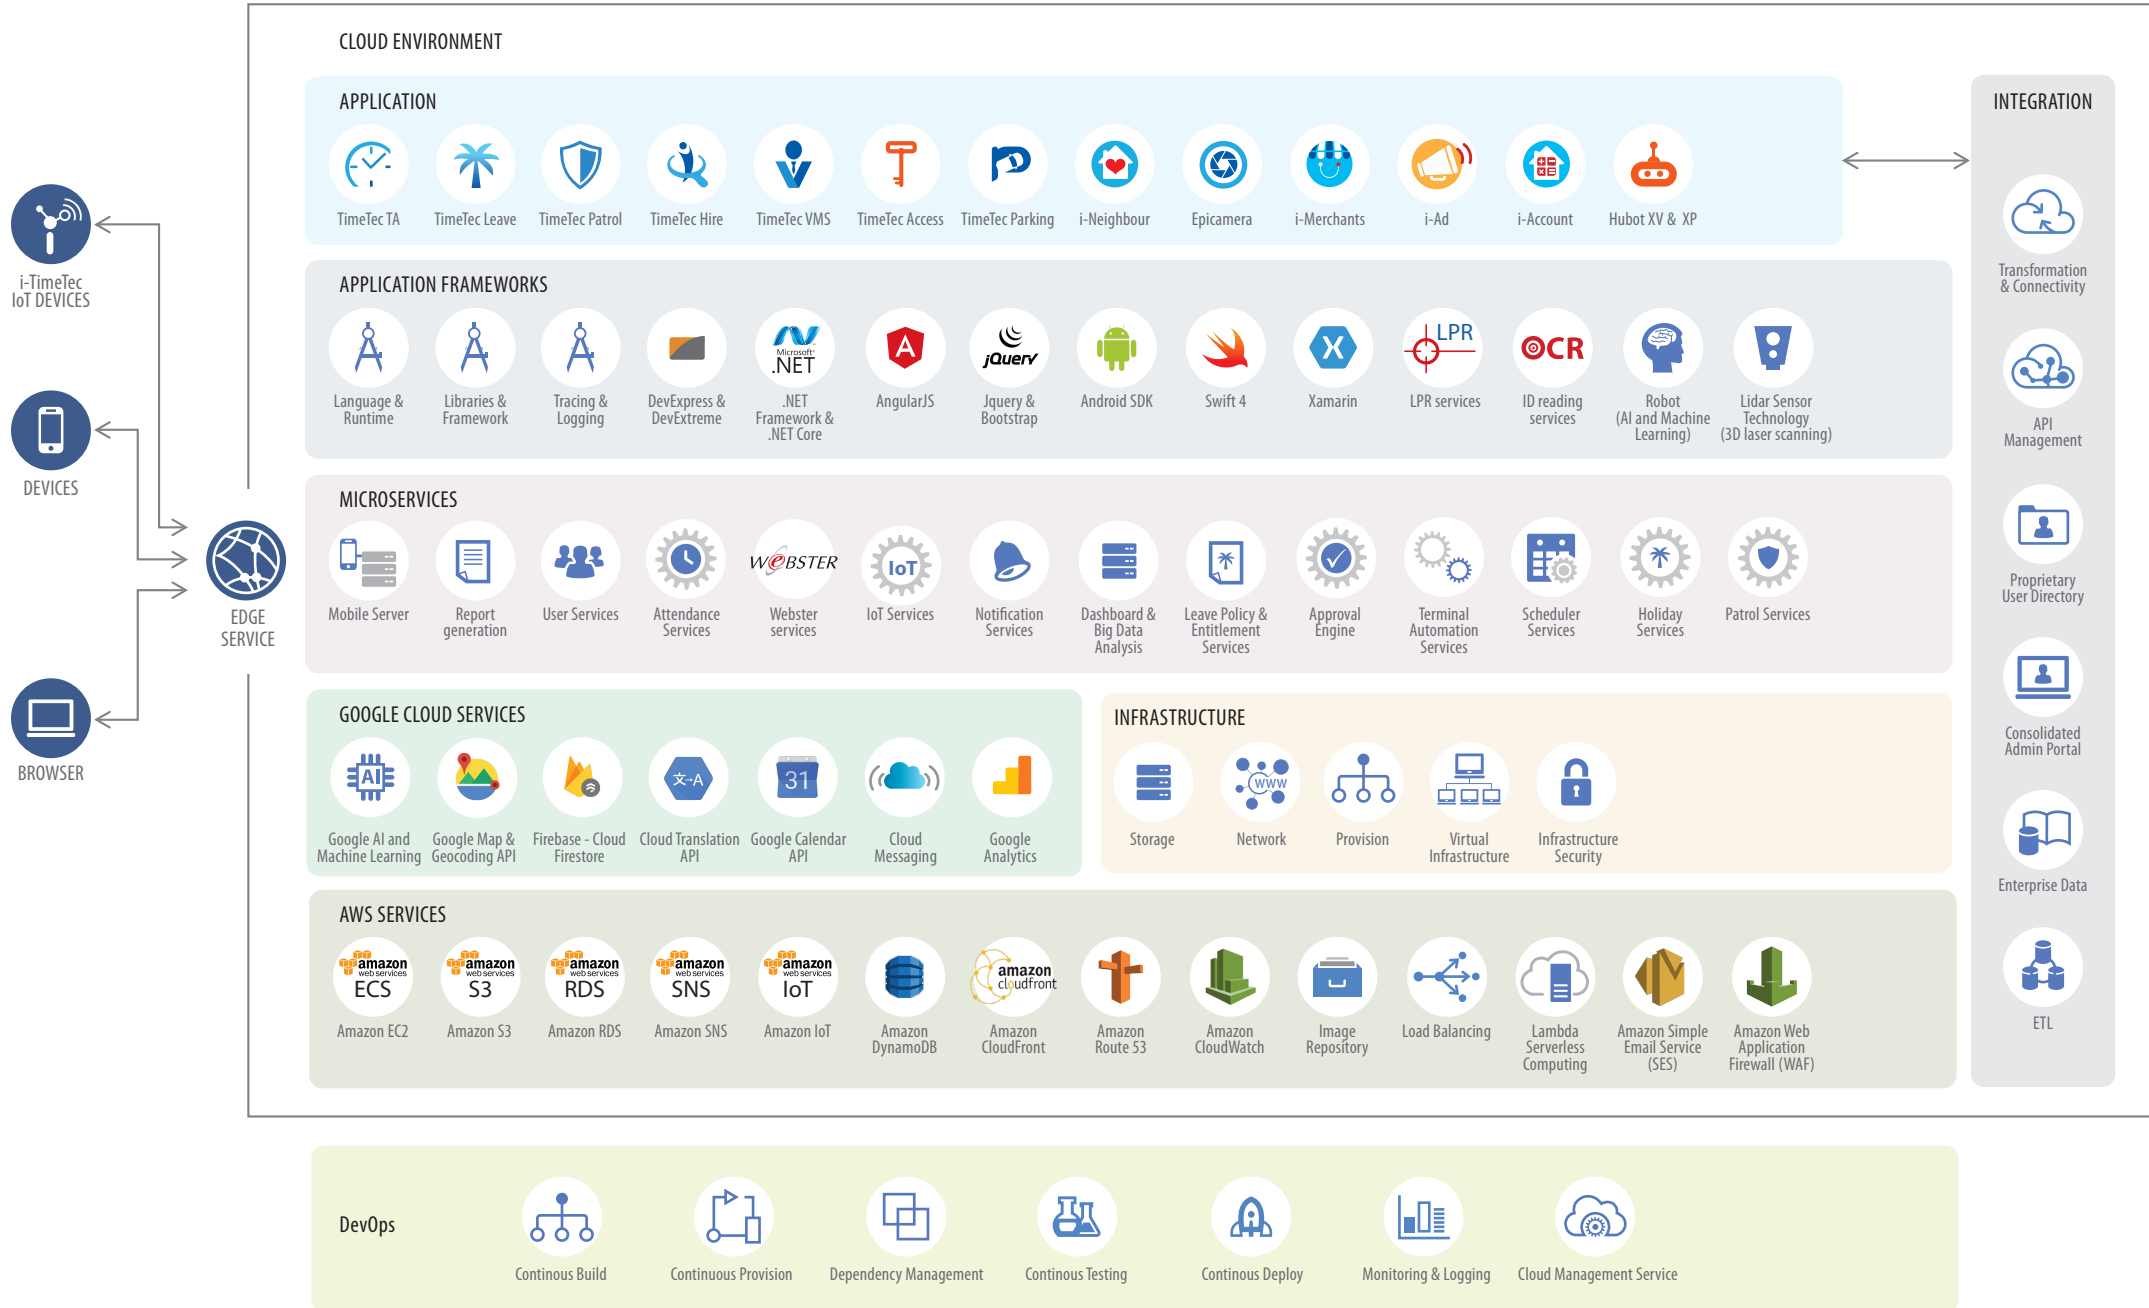 CLOUD ENVIRONMENT
APPLICATION
TimeTec TA
TimeTec Leave
TimeTec Patrol
TimeTec Hire
TimeTec VMS
TimeTec Access
TimeTec Parking
i-Neighbour
Epicamera
i-Merchants
i-Ad
i-Account
Hubot XV & XP
INTEGRATION
Transformation
& Connectivity
API
Management
Proprietary
User Directory
Consolidated
Admin Portal
Enterprise Data
ETL
i-TimeTec
IoT DEVICES
DEVICES
BROWSER
EDGE
SERVICE
APPLICATION FRAMEWORKS
Language &
Runtime
Libraries &
Framework
Tracing &
Logging
DevExpress &
DevExtreme
Microsoft
.NET
.NET
Framework &
.NET Core
A
AngularJS
jQuery
Jquery &
Bootstrap
Android SDK
Swift 4
X
Xamarin
LPR
LPR services
OCR
ID reading
services
Robot
(AI and Machine
Learning)
Lidar Sensor
Technology
(3D laser scanning)
MICROSERVICES
Mobile Server
Report
generation
User Services
Attendance
Services
WEBSTER
Webster
services
IoT
IoT Services
Notification
Services
Dashboard &
Big Data
Analysis
Leave Policy &
Entitlement
Services
Approval
Engine
Terminal
Automation
Services
Scheduler
Services
Holiday
Services
Patrol Services
GOOGLE CLOUD SERVICES
AI
Google AI and
Machine Learning
Google Map &
Geocoding API
Firebase - Cloud
Firestore
文 A
Cloud Translation
API
31
Google Calendar
API
Cloud
Messaging
Google
Analytics
INFRASTRUCTURE
Storage
WWW
Network
Provision
Virtual
Infrastructure
Infrastructure
Security
AWS SERVICES
amazon
web services
ECS
Amazon EC2
amazon
web services
S3
Amazon S3
amazon
web services
RDS
Amazon RDS
amazon
web services
SNS
Amazon SNS
amazon
web services
IoT
Amazon IoT
Amazon
DynamoDB
amazon
cloudfront
Amazon
CloudFront
Amazon
Route 53
Amazon
CloudWatch
Image
Repository
Load Balancing
Lambda
Serverless
Computing
Amazon Simple
Email Service
(SES)
Amazon Web
Application
Firewall (WAF)
DevOps
Continous Build
Continuous Provision
Dependency Management
Continous Testing
Continous Deploy
Monitoring & Logging
Cloud Management Service